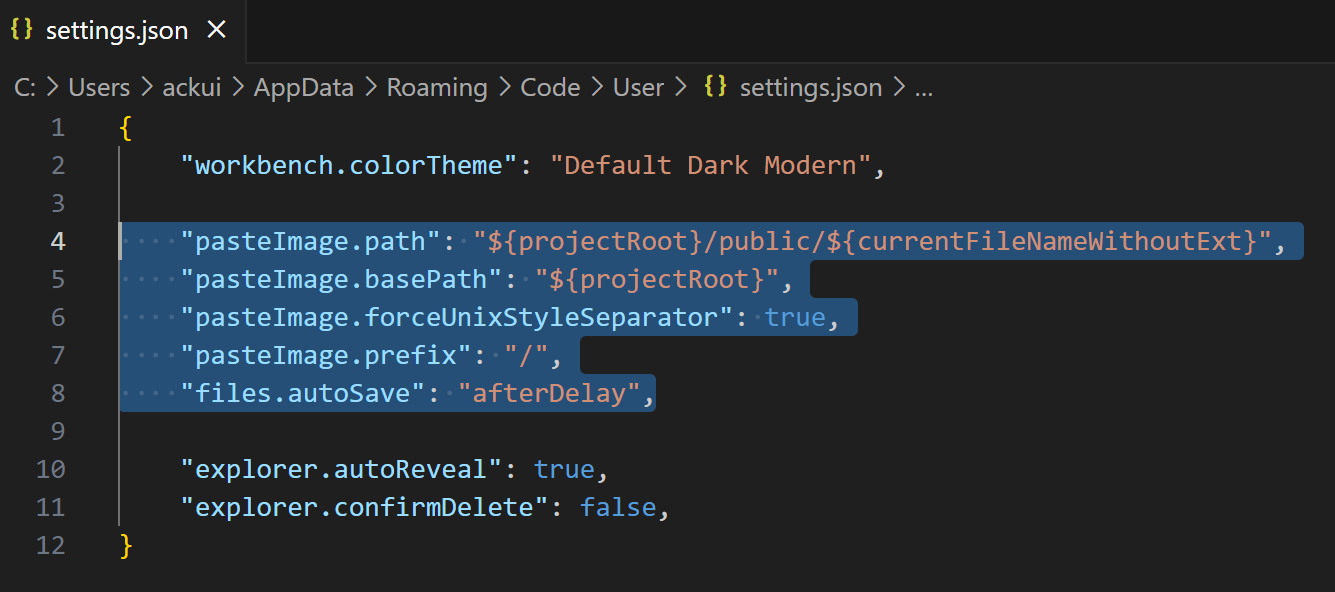 {} settings.json ×
C: > Users > ackui > AppData > Roaming > Code > User > {} settings.json > ...
1 {
2     "workbench.colorTheme": "Default Dark Modern",
3
4     "pasteImage.path": "${projectRoot}/public/${currentFileNameWithoutExt}",
5     "pasteImage.basePath": "${projectRoot}",
6     "pasteImage.forceUnixStyleSeparator": true,
7     "pasteImage.prefix": "/",
8     "files.autoSave": "afterDelay",
9
10     "explorer.autoReveal": true,
11     "explorer.confirmDelete": false,
12 }